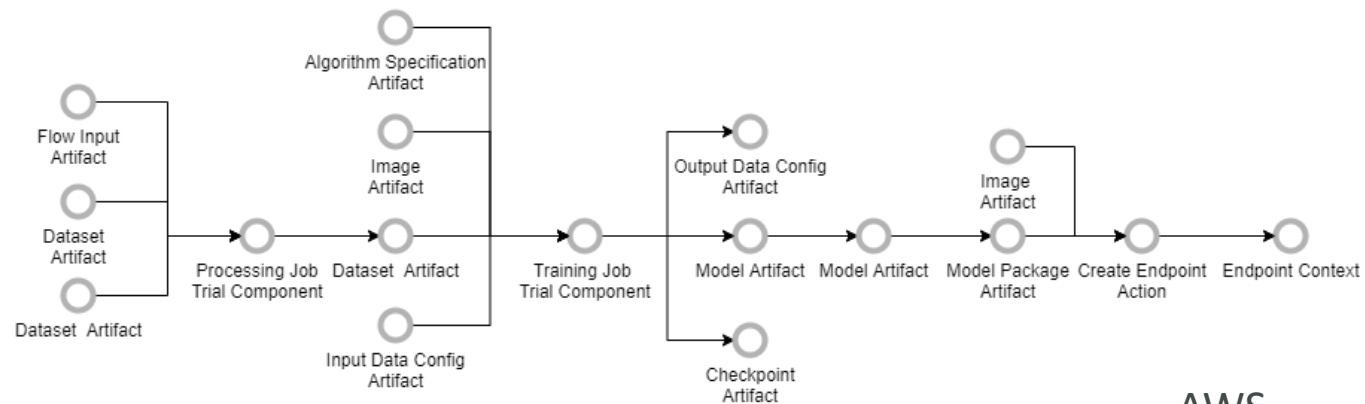 Algorithm Specification
Artifact
Flow Input
Artifact
Image
Artifact
Output Data Config
Artifact
Image
Artifact
Dataset
Artifact
Processing Job
Trial Component
Dataset Artifact
Training Job
Trial Component
Model Artifact
Model Artifact
Model Package
Artifact
Create Endpoint
Action
Endpoint Context
Dataset Artifact
Input Data Config
Artifact
Checkpoint
Artifact
AWS